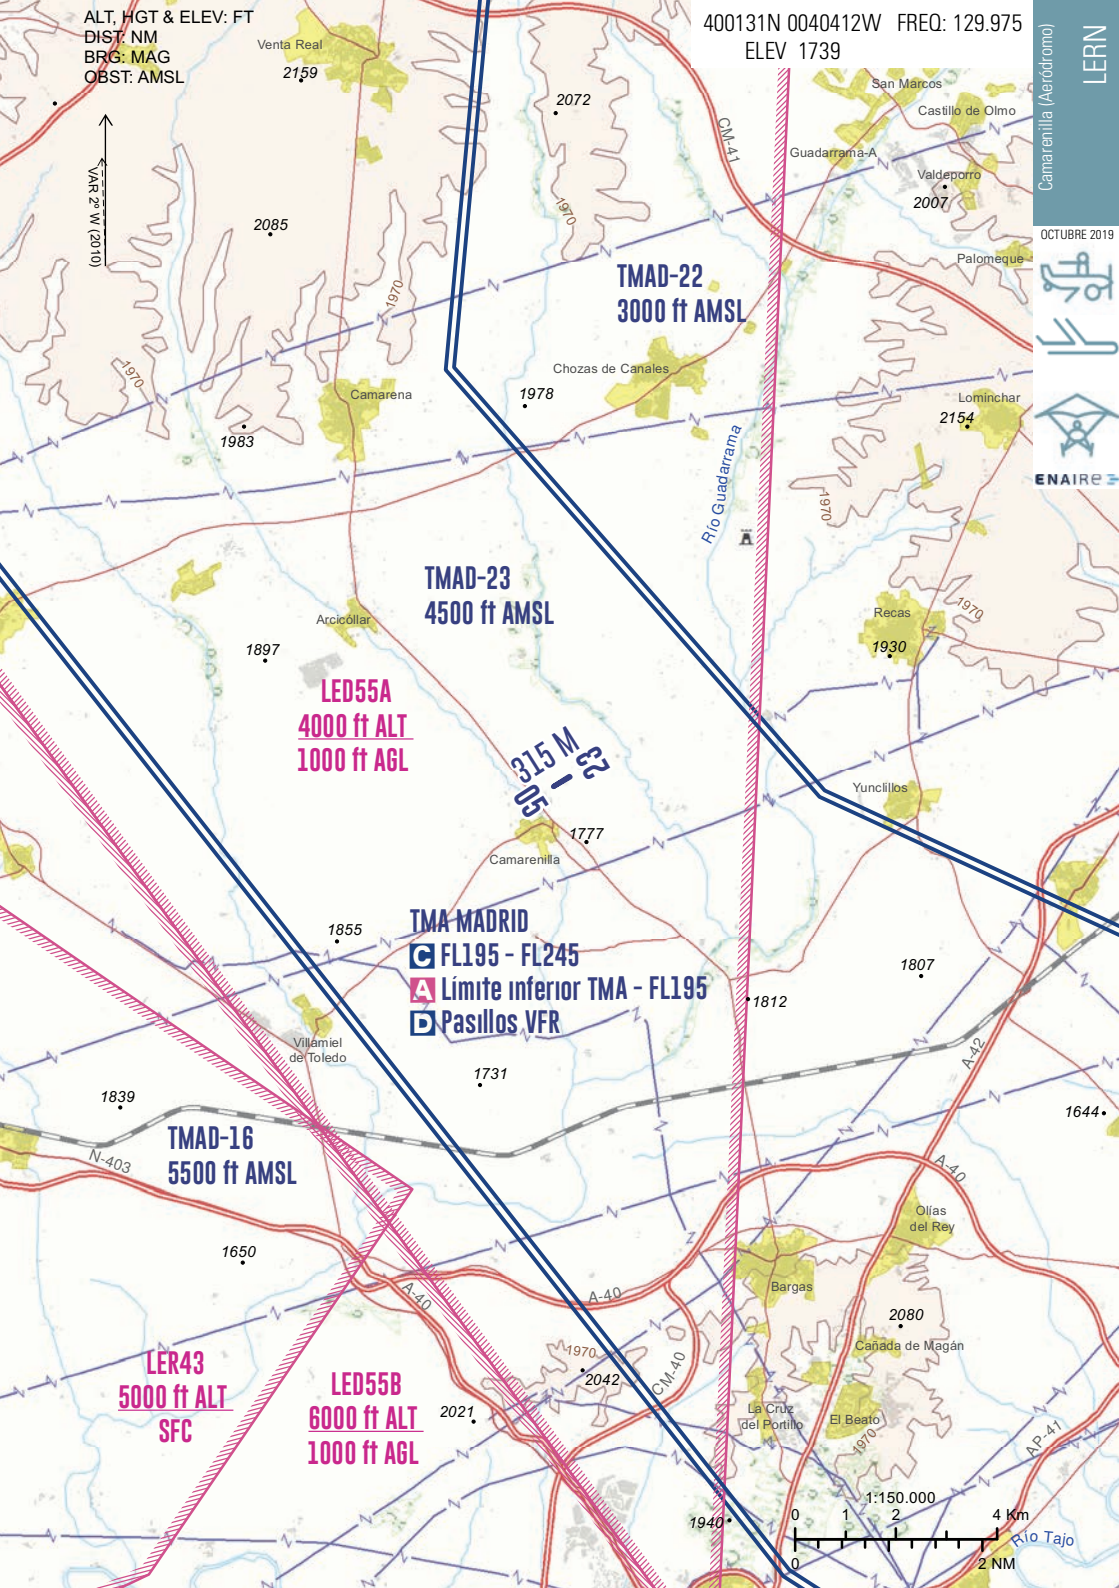 ALT, HGT & ELEV: FT
DIST: NM
BRG: MAG
OBST: AMSL
400131N 0040412W FREQ: 129.975
ELEV 1739
Camarenilla (Aeródromo)
LERN
OCTUBRE 2019
ENAIRe
VAR 2º W (2010)
Venta Real
2159
2072
CM-41
San Marcos
Castillo de Olmo
Guadarrama-A
Valdeporro
2007
Palomeque
2085
1970
1970
1970
TMAD-22
3000 ft AMSL
Chozas de Canales
1978
Camarena
1983
Lominchar
2154
Río Guadarrama
1970
TMAD-23
4500 ft AMSL
Arcicóllar
1897
Recas
1930
1970
LED55A
4000 ft ALT
1000 ft AGL
315 M
05
23
Yunclillos
1777
Camarenilla
1855
TMA MADRID
C FL195 - FL245
A Límite inferior TMA - FL195
D Pasillos VFR
1807
1812
Villamiel
de Toledo
1731
A-42
1839
1644
TMAD-16
5500 ft AMSL
N-403
A-40
Olías
del Rey
1650
A-40
A-40
Bargas
2080
Cañada de Magán
1970
2042
CM-40
LER43
5000 ft ALT
SFC
LED55B
6000 ft ALT
1000 ft AGL
2021
La Cruz
del Portillo
El Beato
1970
AP-41
1940
1:150.000
0 1 2 4 Km
0 2 NM
Río Tajo